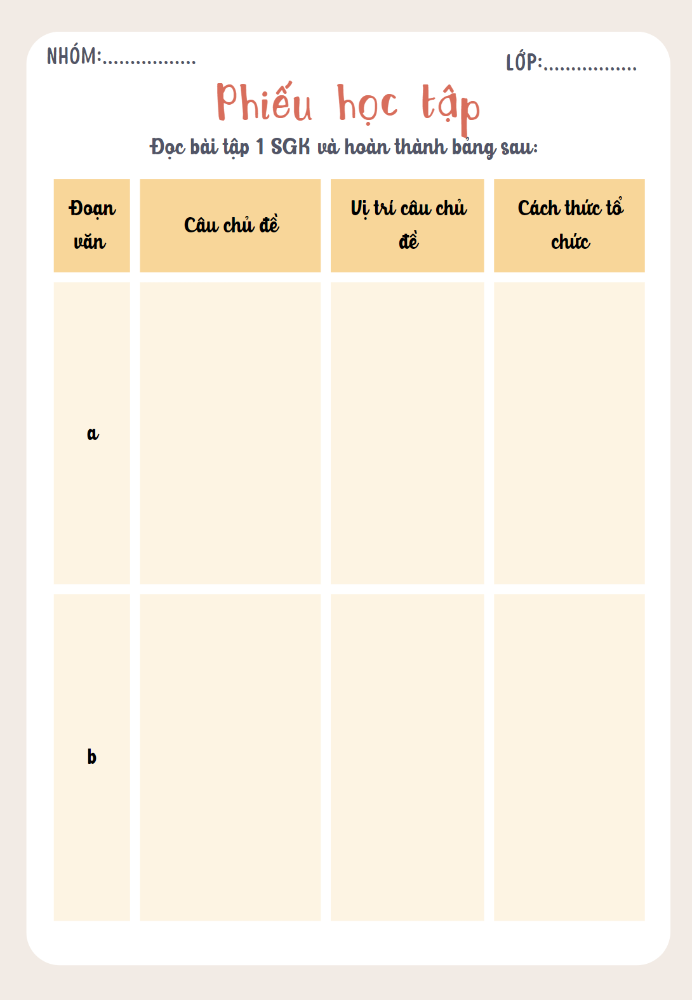 NHÓM:.................
LỚP:.................
Phiếu học tập
Đọc bài tập 1 SGK và hoàn thành bảng sau:
Đoạn
văn
Câu chủ đề
Vị trí câu chủ
đề
Cách thức tổ
chức
a
b